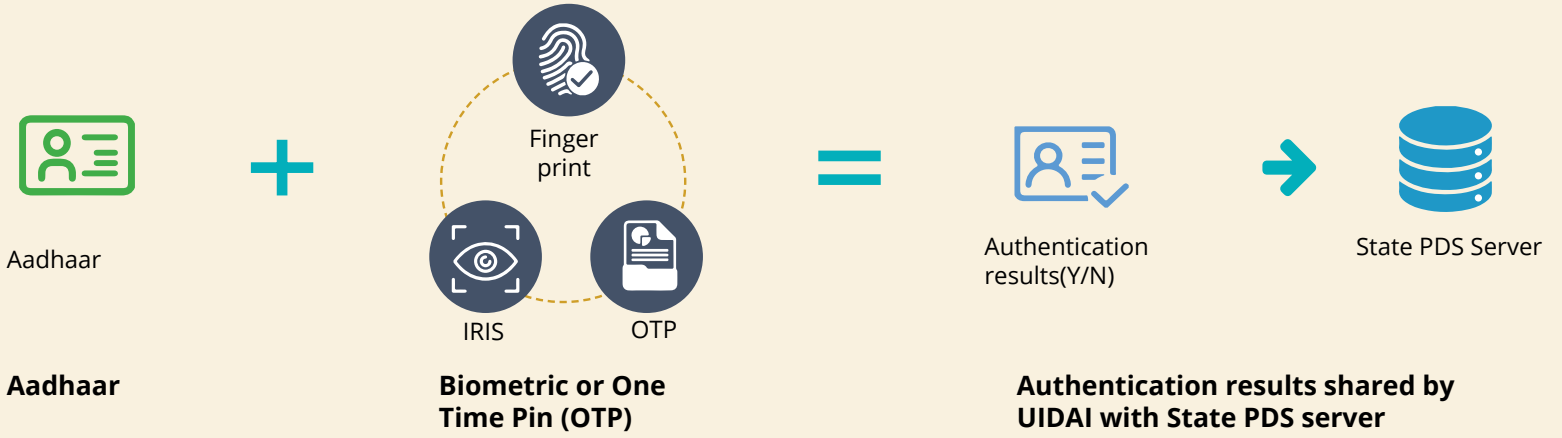 Finger
print
Aadhaar
Authentication
results(Y/N)
State PDS Server
IRIS
OTP
Aadhaar
Biometric or One
Time Pin (OTP)
Authentication results shared by
UIDAI with State PDS server